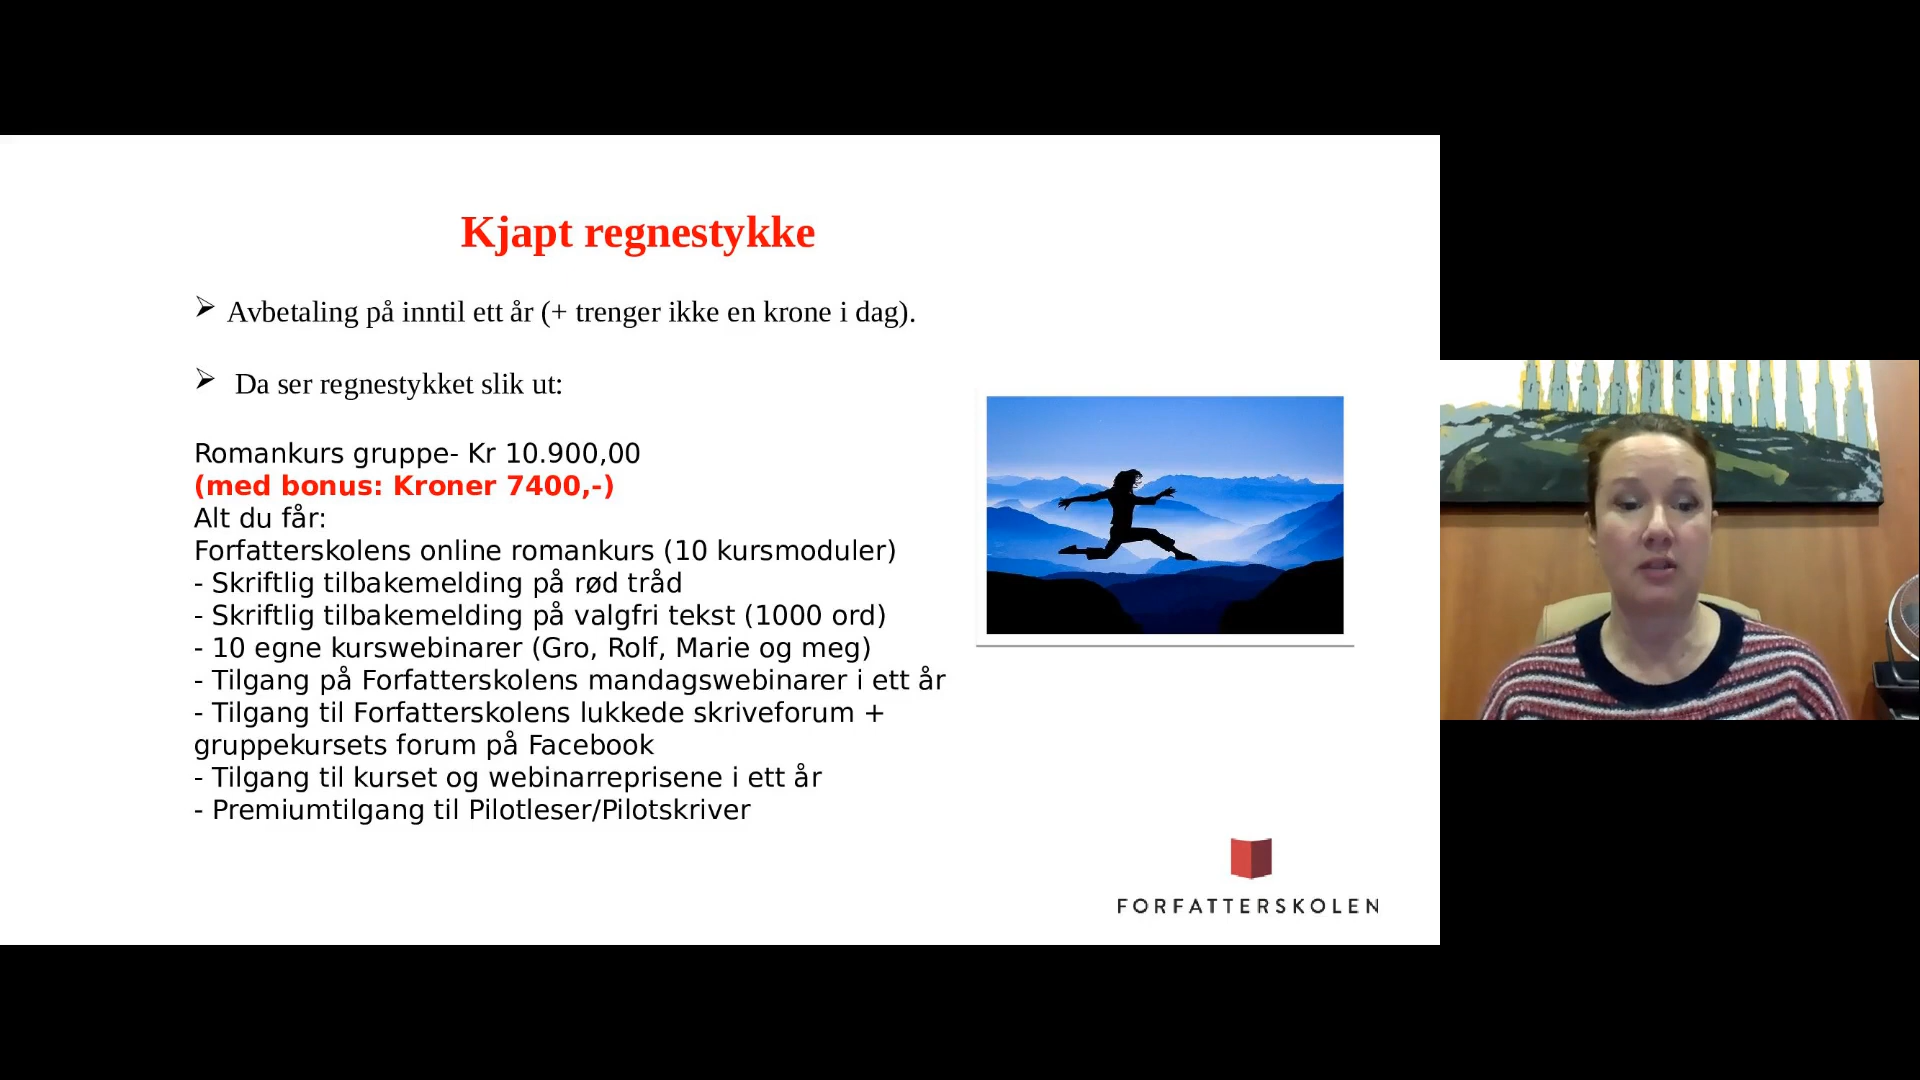 Kjapt regnestykke
➢ Avbetaling på inntil ett år (+ trenger ikke en krone i dag).
➢ Da ser regnestykket slik ut:
Romankurs gruppe- Kr 10.900,00
(med bonus: Kroner 7400,-)
Alt du får:
Forfatterskolens online romankurs (10 kursmoduler)
- Skriftlig tilbakemelding på rød tråd
- Skriftlig tilbakemelding på valgfri tekst (1000 ord)
- 10 egne kurswebinarer (Gro, Rolf, Marie og meg)
- Tilgang på Forfatterskolens mandagswebinarer i ett år
- Tilgang til Forfatterskolens lukkede skriveforum +
gruppekursets forum på Facebook
- Tilgang til kurset og webinarreprisene i ett år
- Premiumtilgang til Pilotleser/Pilotskriver
FORFATTERSKOLEN